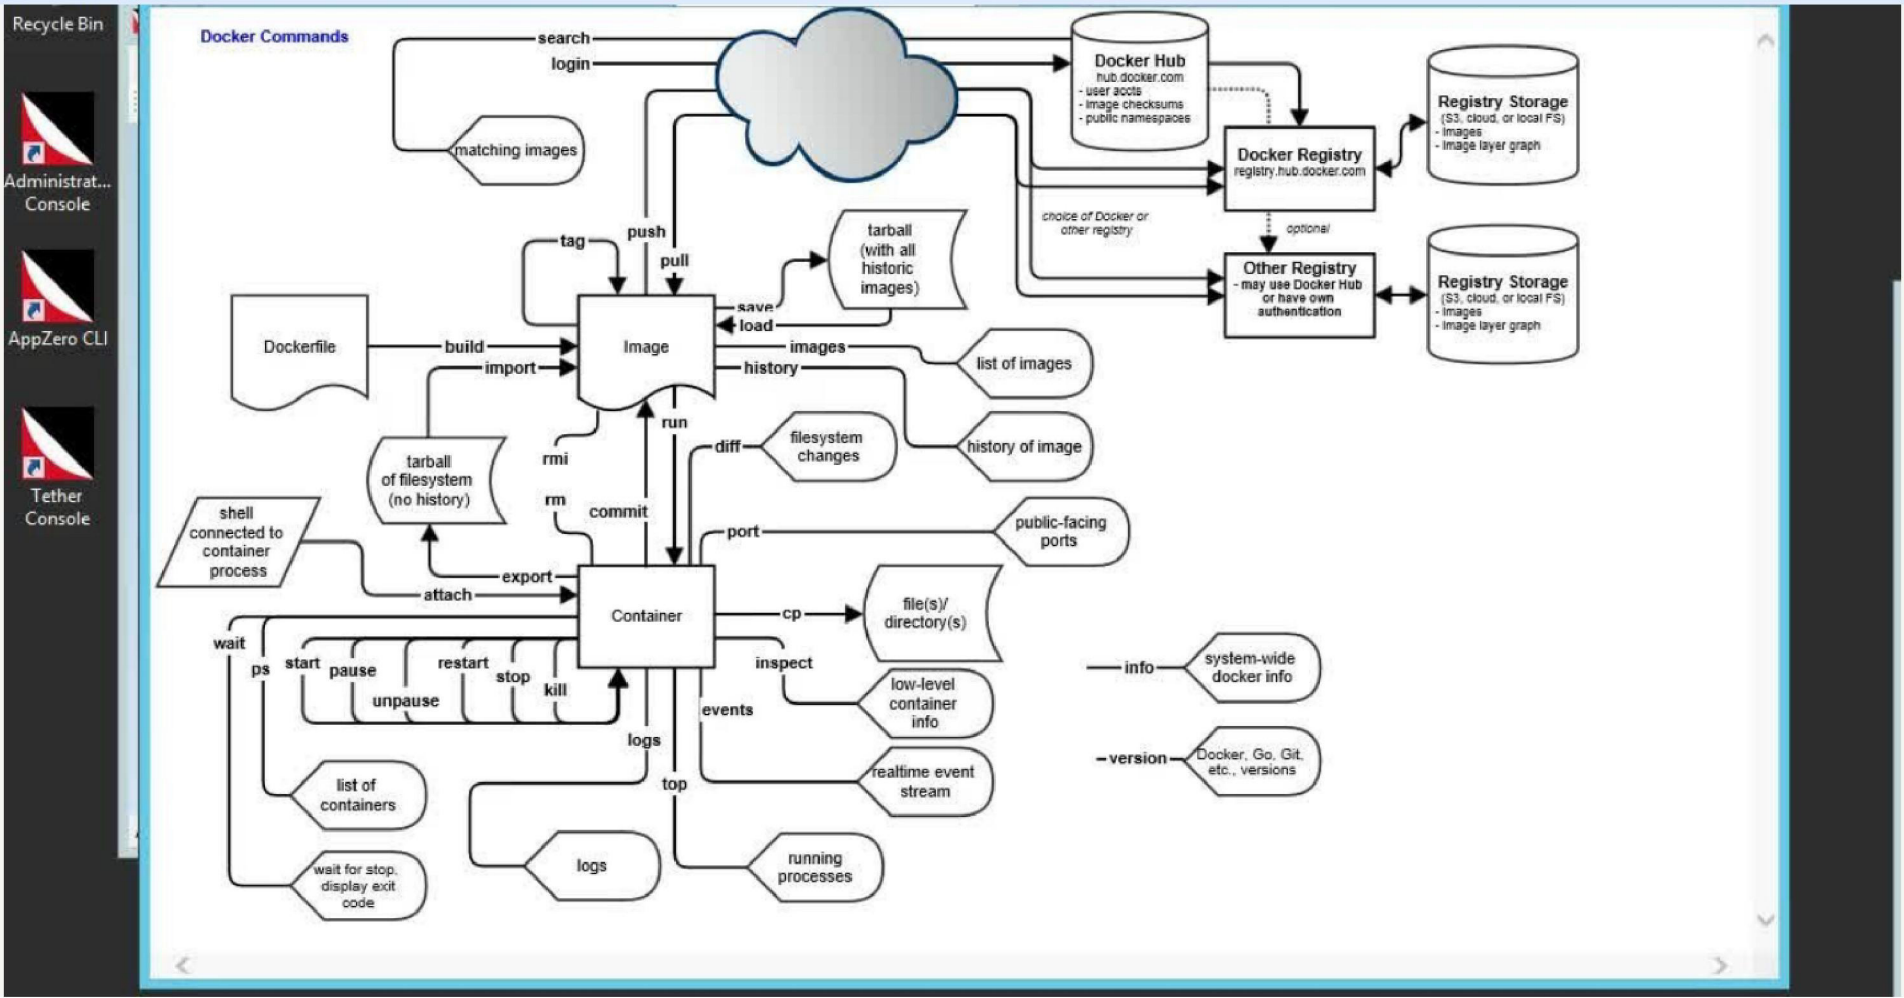 Recycle Bin
Administrat...
Console
AppZero CLI
Tether
Console
Docker Commands
search
login
matching images
Docker Hub
hub.docker.com
- user accts
- image checksums
- public namespaces
Registry Storage
(S3, cloud, or local FS)
- Images
- Image layer graph
Docker Registry
registry.hub.docker.com
choice of Docker or
other registry
optional
Other Registry
- may use Docker Hub
or have own
authentication
Registry Storage
(S3, cloud, or local FS)
- Images
- Image layer graph
tag
push
pull
tarball
(with all
historic
images)
save
load
Dockerfile
build
import
Image
images
history
list of images
history of image
run
rmi
rm
commit
diff
filesystem
changes
tarball
of filesystem
(no history)
shell
connected to
container
process
export
attach
port
public-facing
ports
Container
cp
file(s)/
directory(s)
wait
ps
start
pause
unpause
restart
stop
kill
inspect
low-level
container
info
events
realtime event
stream
logs
top
list of
containers
wait for stop,
display exit
code
logs
running
processes
info
system-wide
docker info
version
Docker, Go, Git,
etc., versions